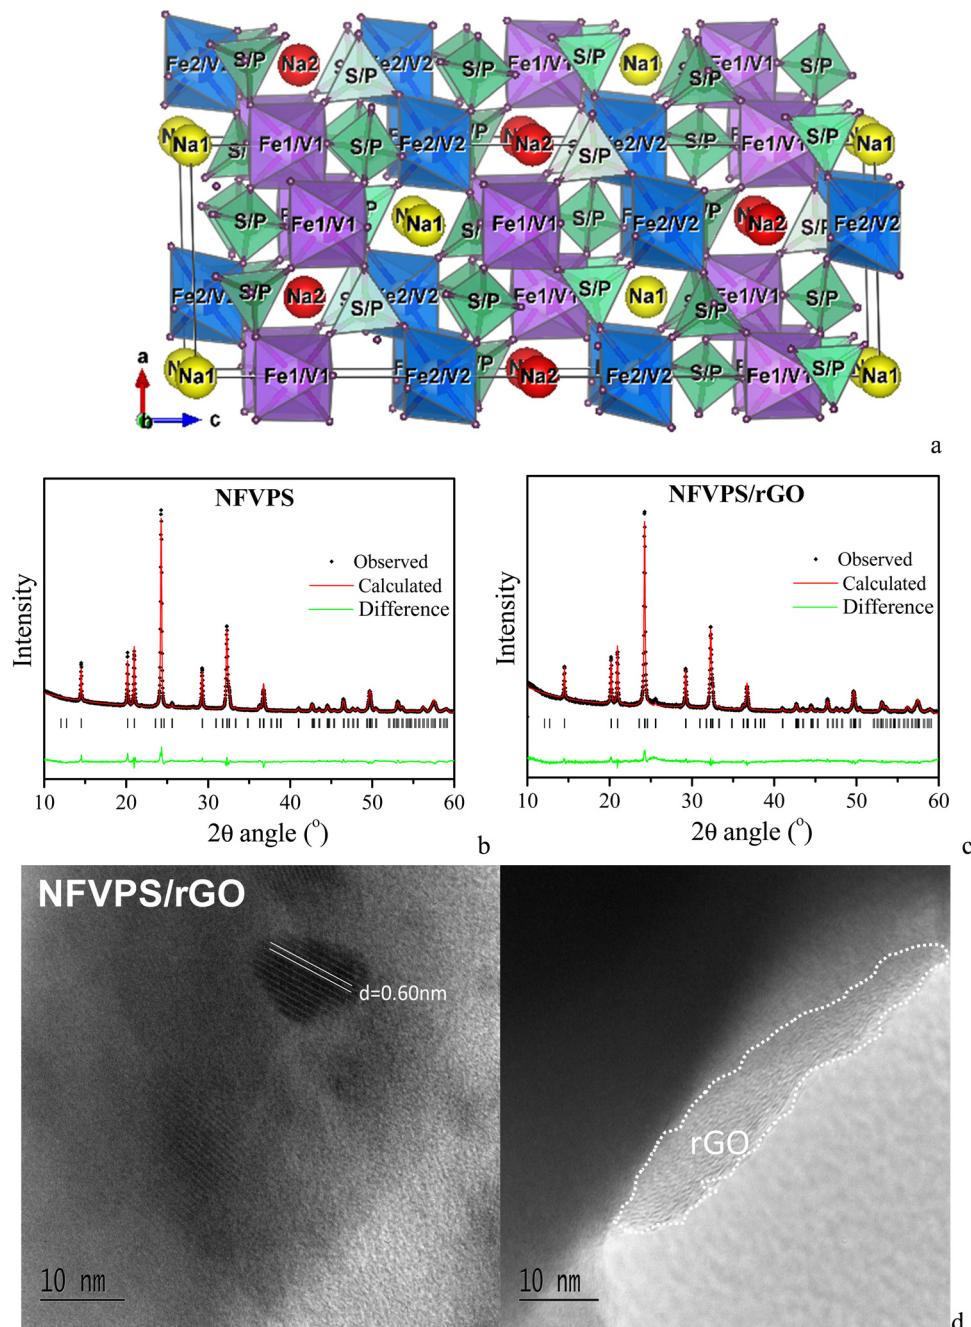 Fe2/V2 S/P Na2 S/P Fe2/V2 S/P Fe1/V1 S/P Na1 S/P Fe1/V1 S/P
Na1 S/P Fe1/V1 S/P Fe2/V2 S/P Na2 S/P Fe2/V2 S/P Fe1/V1 S/P Na1
S/P Fe1/V1 Na1 S/P Fe1/V1 S/P Fe2/V2 Na2 S/P Fe2/V2
Fe2/V2 S/P Na2 S/P Fe2/V2 S/P Fe1/V1 S/P Na1 S/P Fe1/V1 S/P
a
Na1 Fe1/V1 Fe2/V2 S/P Na2 Fe2/V2 S/P Fe1/V1 S/P Na1
b c
a
NFVPS
Observed
Calculated
Difference
Intensity
10 20 30 40 50 60
2θ angle (°)
b
NFVPS/rGO
Observed
Calculated
Difference
Intensity
10 20 30 40 50 60
2θ angle (°)
c
NFVPS/rGO
d=0.60nm
10 nm
rGO
10 nm
d